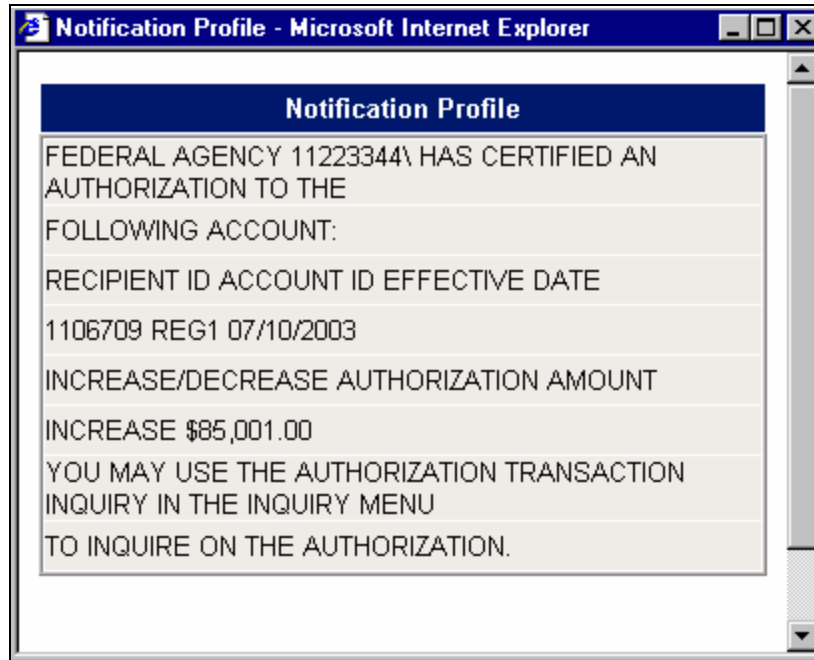 Notification Profile - Microsoft Internet Explorer
Notification Profile
FEDERAL AGENCY 11223344\ HAS CERTIFIED AN
AUTHORIZATION TO THE
FOLLOWING ACCOUNT:
RECIPIENT ID ACCOUNT ID EFFECTIVE DATE
1106709 REG1 07/10/2003
INCREASE/DECREASE AUTHORIZATION AMOUNT
INCREASE $85,001.00
YOU MAY USE THE AUTHORIZATION TRANSACTION
INQUIRY IN THE INQUIRY MENU
TO INQUIRE ON THE AUTHORIZATION.